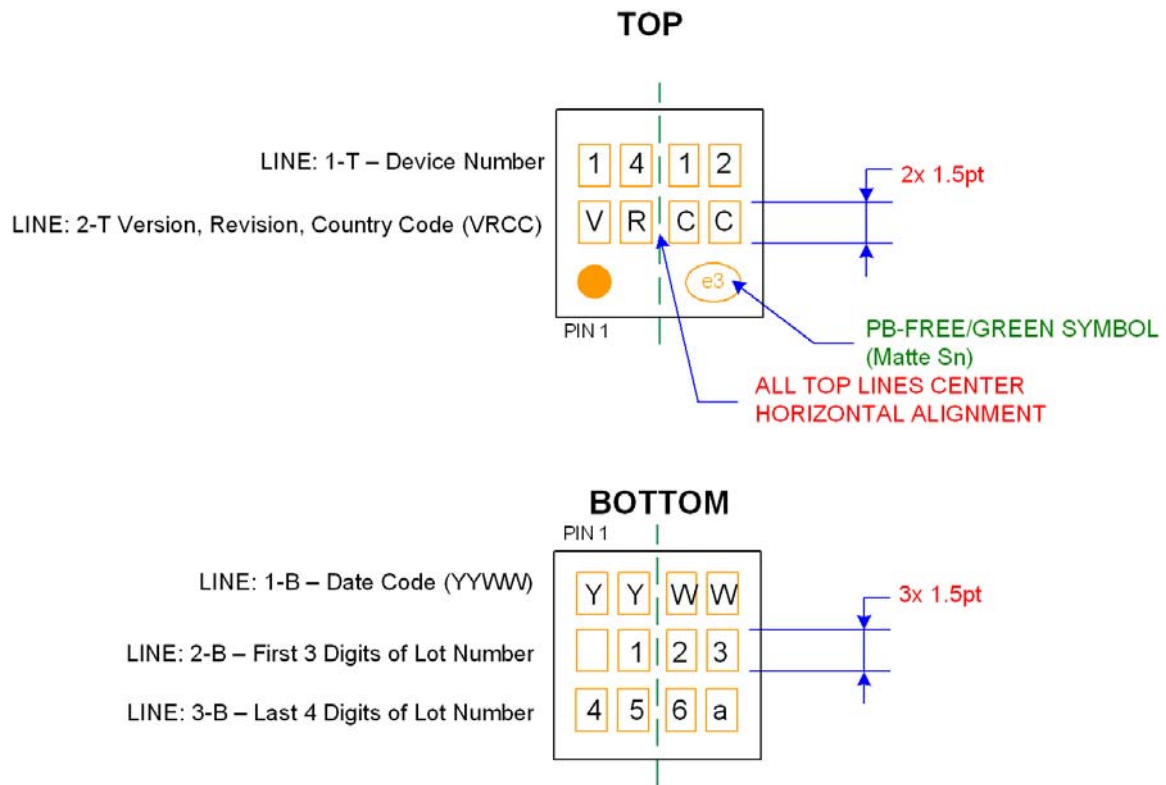 TOP
LINE: 1-T – Device Number
1 4 1 2
2x 1.5pt
LINE: 2-T Version, Revision, Country Code (VRCC)
V R C C
e3
PIN 1
PB-FREE/GREEN SYMBOL
(Matte Sn)
ALL TOP LINES CENTER
HORIZONTAL ALIGNMENT
BOTTOM
PIN 1
LINE: 1-B – Date Code (YYWW)
Y Y W W
3x 1.5pt
LINE: 2-B – First 3 Digits of Lot Number
1 2 3
LINE: 3-B – Last 4 Digits of Lot Number
4 5 6 a